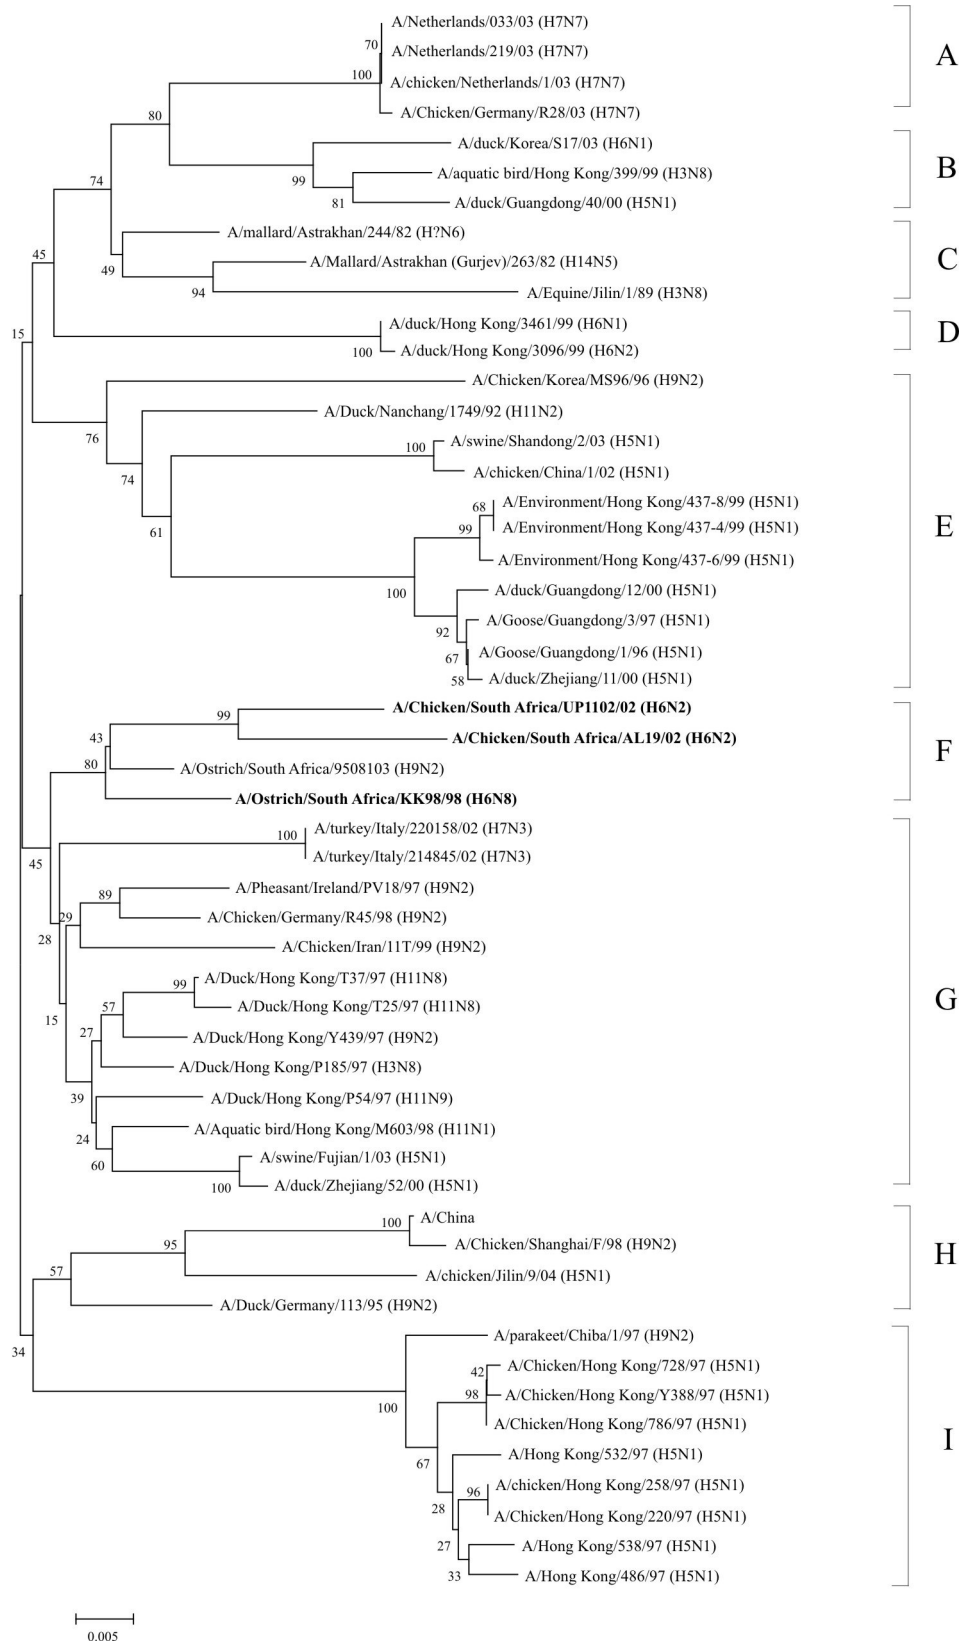 A/Netherlands/033/03 (H7N7)
70
A/Netherlands/219/03 (H7N7)
A
100
A/chicken/Netherlands/1/03 (H7N7)
A/Chicken/Germany/R28/03 (H7N7)
80
A/duck/Korea/S17/03 (H6N1)
B
99
A/aquatic bird/Hong Kong/399/99 (H3N8)
74
81
A/duck/Guangdong/40/00 (H5N1)
A/mallard/Astrakhan/244/82 (H?N6)
45
C
49
A/Mallard/Astrakhan (Gurjev)/263/82 (H14N5)
94
A/Equine/Jilin/1/89 (H3N8)
15
A/duck/Hong Kong/3461/99 (H6N1)
D
100
A/duck/Hong Kong/3096/99 (H6N2)
A/Chicken/Korea/MS96/96 (H9N2)
76
A/Duck/Nanchang/1749/92 (H11N2)
100
A/swine/Shandong/2/03 (H5N1)
74
A/chicken/China/1/02 (H5N1)
68
A/Environment/Hong Kong/437-8/99 (H5N1)
61
99
A/Environment/Hong Kong/437-4/99 (H5N1)
E
A/Environment/Hong Kong/437-6/99 (H5N1)
100
A/duck/Guangdong/12/00 (H5N1)
92
A/Goose/Guangdong/3/97 (H5N1)
67
A/Goose/Guangdong/1/96 (H5N1)
58
A/duck/Zhejiang/11/00 (H5N1)
99
A/Chicken/South Africa/UP1102/02 (H6N2)
43
A/Chicken/South Africa/AL19/02 (H6N2)
F
80
A/Ostrich/South Africa/9508103 (H9N2)
A/Ostrich/South Africa/KK98/98 (H6N8)
100
A/turkey/Italy/220158/02 (H7N3)
45
A/turkey/Italy/214845/02 (H7N3)
89
A/Pheasant/Ireland/PV18/97 (H9N2)
29
A/Chicken/Germany/R45/98 (H9N2)
28
A/Chicken/Iran/11T/99 (H9N2)
99
A/Duck/Hong Kong/T37/97 (H11N8)
G
15
57
A/Duck/Hong Kong/T25/97 (H11N8)
27
A/Duck/Hong Kong/Y439/97 (H9N2)
A/Duck/Hong Kong/P185/97 (H3N8)
39
A/Duck/Hong Kong/P54/97 (H11N9)
24
A/Aquatic bird/Hong Kong/M603/98 (H11N1)
60
A/swine/Fujian/1/03 (H5N1)
100
A/duck/Zhejiang/52/00 (H5N1)
100
A/China
95
A/Chicken/Shanghai/F/98 (H9N2)
H
57
A/chicken/Jilin/9/04 (H5N1)
A/Duck/Germany/113/95 (H9N2)
34
A/parakeet/Chiba/1/97 (H9N2)
42
A/Chicken/Hong Kong/728/97 (H5N1)
98
A/Chicken/Hong Kong/Y388/97 (H5N1)
100
A/Chicken/Hong Kong/786/97 (H5N1)
I
67
A/Hong Kong/532/97 (H5N1)
96
A/chicken/Hong Kong/258/97 (H5N1)
28
A/Chicken/Hong Kong/220/97 (H5N1)
27
A/Hong Kong/538/97 (H5N1)
33
A/Hong Kong/486/97 (H5N1)
0.005